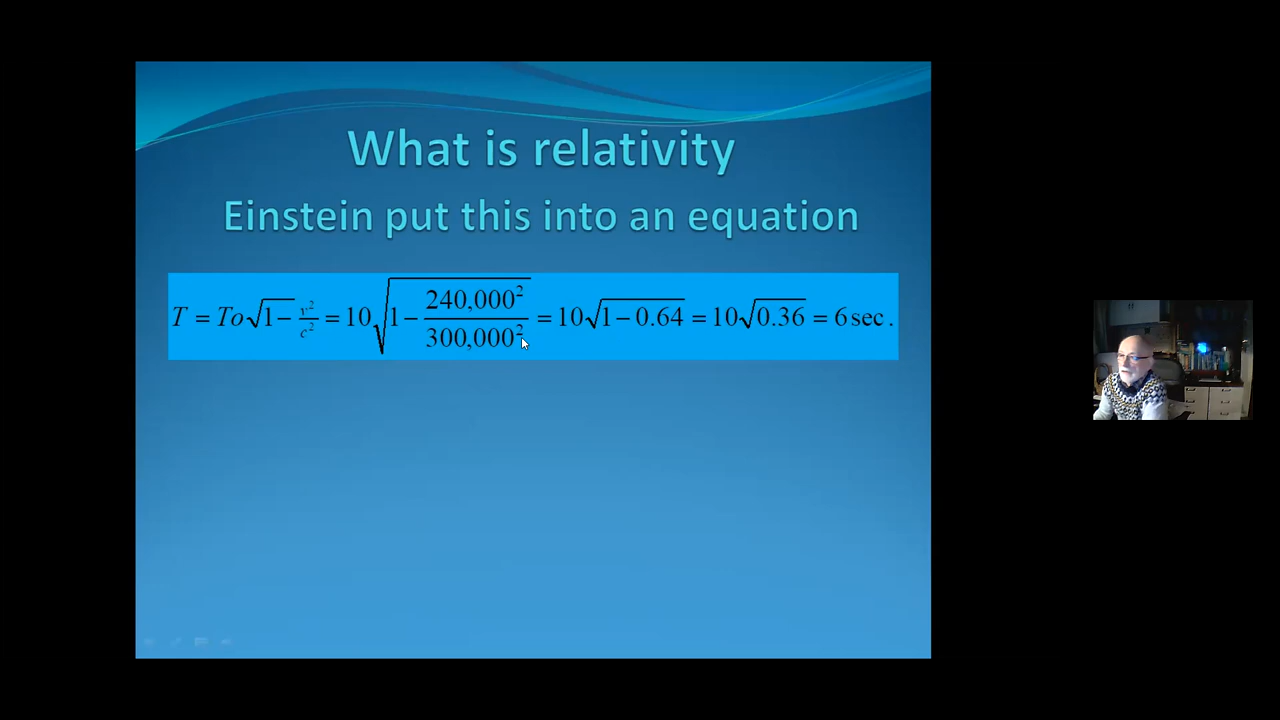 What is relativity
Einstein put this into an equation
T = To√1− v²/c² = 10√1 − 240,000²/300,000² = 10√1 − 0.64 = 10√0.36 = 6 sec.